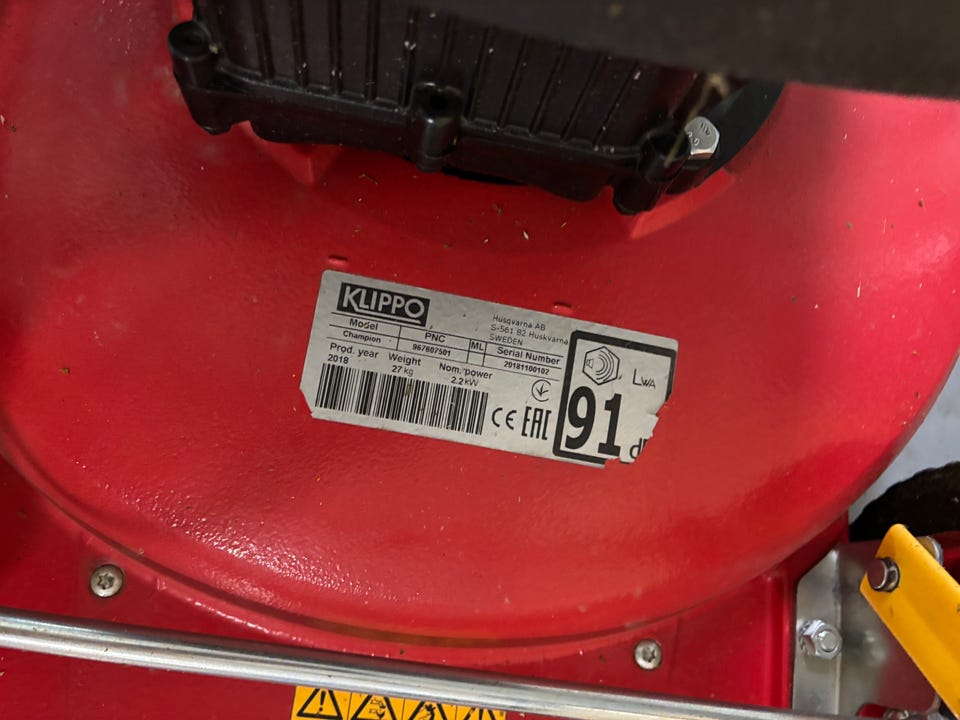 KLIPPO
Husqvarna AB
S-561 82 Huskvarna
SWEDEN
Model PNC ML Serial Number
Champion 967607501 20181100102
Prod. year Weight Nom. power
2018 27 kg 2.2 kW
CE EAC
LWA
91 d